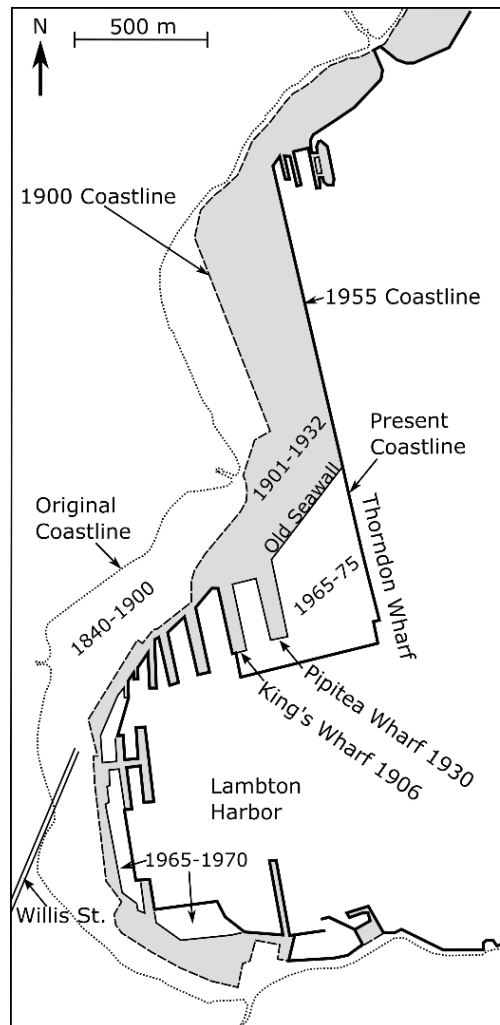 N
500 m
1900 Coastline
1955 Coastline
Present
Coastline
1901-1932
Old Seawall
Thorndon Wharf
Original
Coastline
1965-75
1840-1900
Pipitea Wharf 1930
King's Wharf 1906
Lambton
Harbor
1965-1970
Willis St.